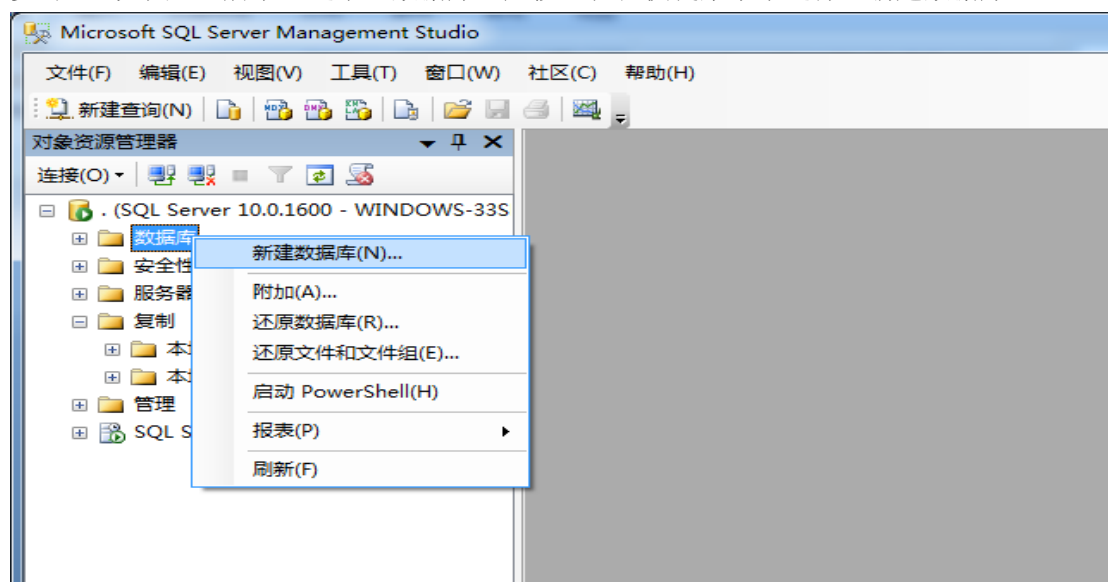 Microsoft SQL Server Management Studio
文件(F) 编辑(E) 视图(V) 工具(T) 窗口(W) 社区(C) 帮助(H)
新建查询(N)
对象资源管理器
连接(O)
. (SQL Server 10.0.1600 - WINDOWS-33S
数据库
新建数据库(N)...
安全性
服务器
附加(A)...
复制
还原数据库(R)...
还原文件和文件组(E)...
启动 PowerShell(H)
管理
SQL S
报表(P)
刷新(F)